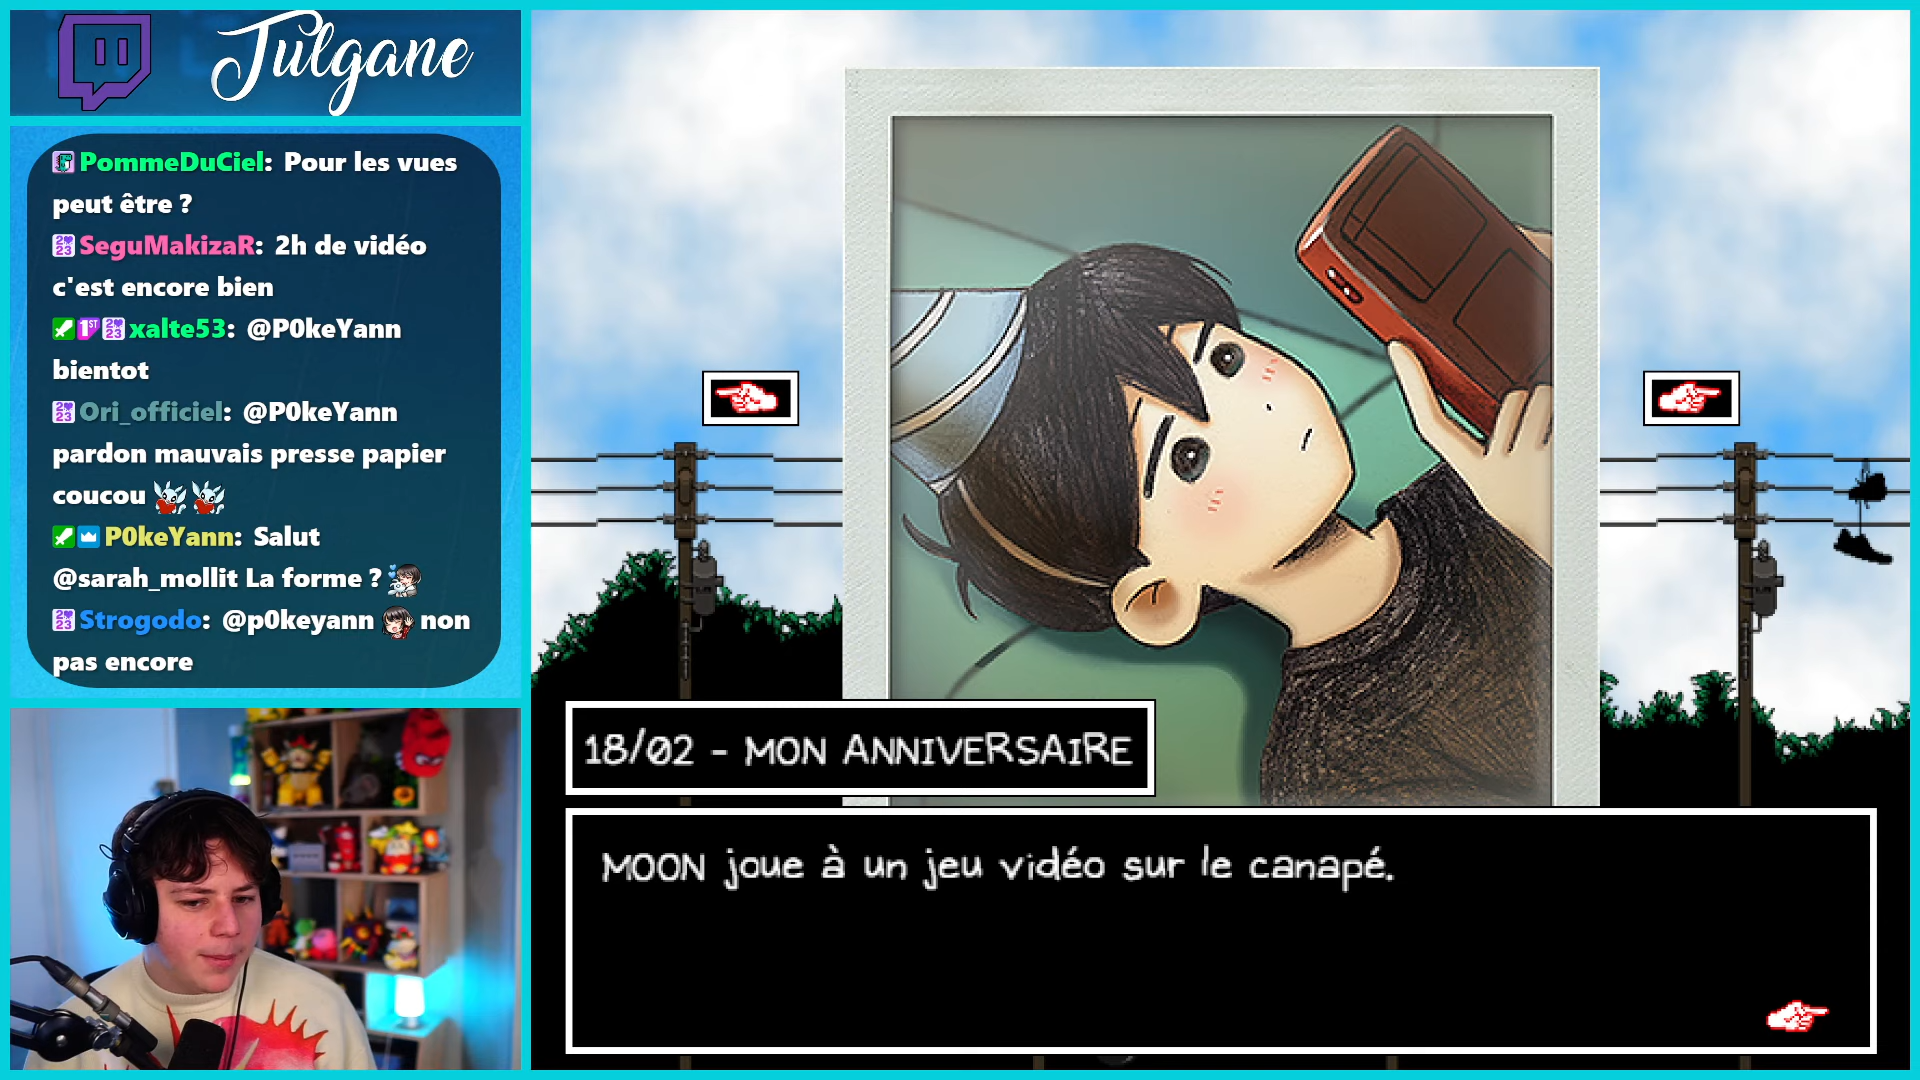 Julgane
PommeDuCiel: Pour les vues
peut être ?
SeguMakizaR: 2h de vidéo
c'est encore bien
xalte53: @P0keYann
bientot
Ori_officiel: @P0keYann
pardon mauvais presse papier
coucou
P0keYann: Salut
@sarah_mollit La forme ?
Strogodo: @p0keyann non
pas encore
18/02 - MON ANNIVERSAIRE
MOON joue à un jeu vidéo sur le canapé.